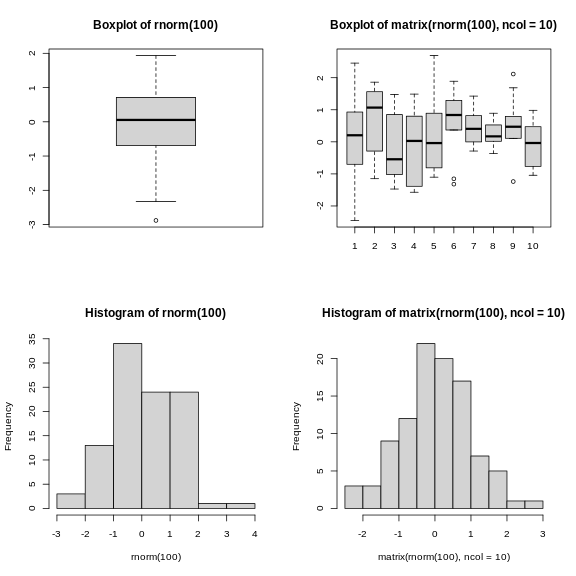 Boxplot of rnorm(100)
2
1
0
-1
-2
-3
Boxplot of matrix(rnorm(100), ncol = 10)
2
1
0
-1
-2
1 2 3 4 5 6 7 8 9 10
Histogram of rnorm(100)
Frequency
35
30
25
20
15
10
5
0
-3 -2 -1 0 1 2 3 4
rnorm(100)
Histogram of matrix(rnorm(100), ncol = 10)
Frequency
20
15
10
5
0
-2 -1 0 1 2 3
matrix(rnorm(100), ncol = 10)